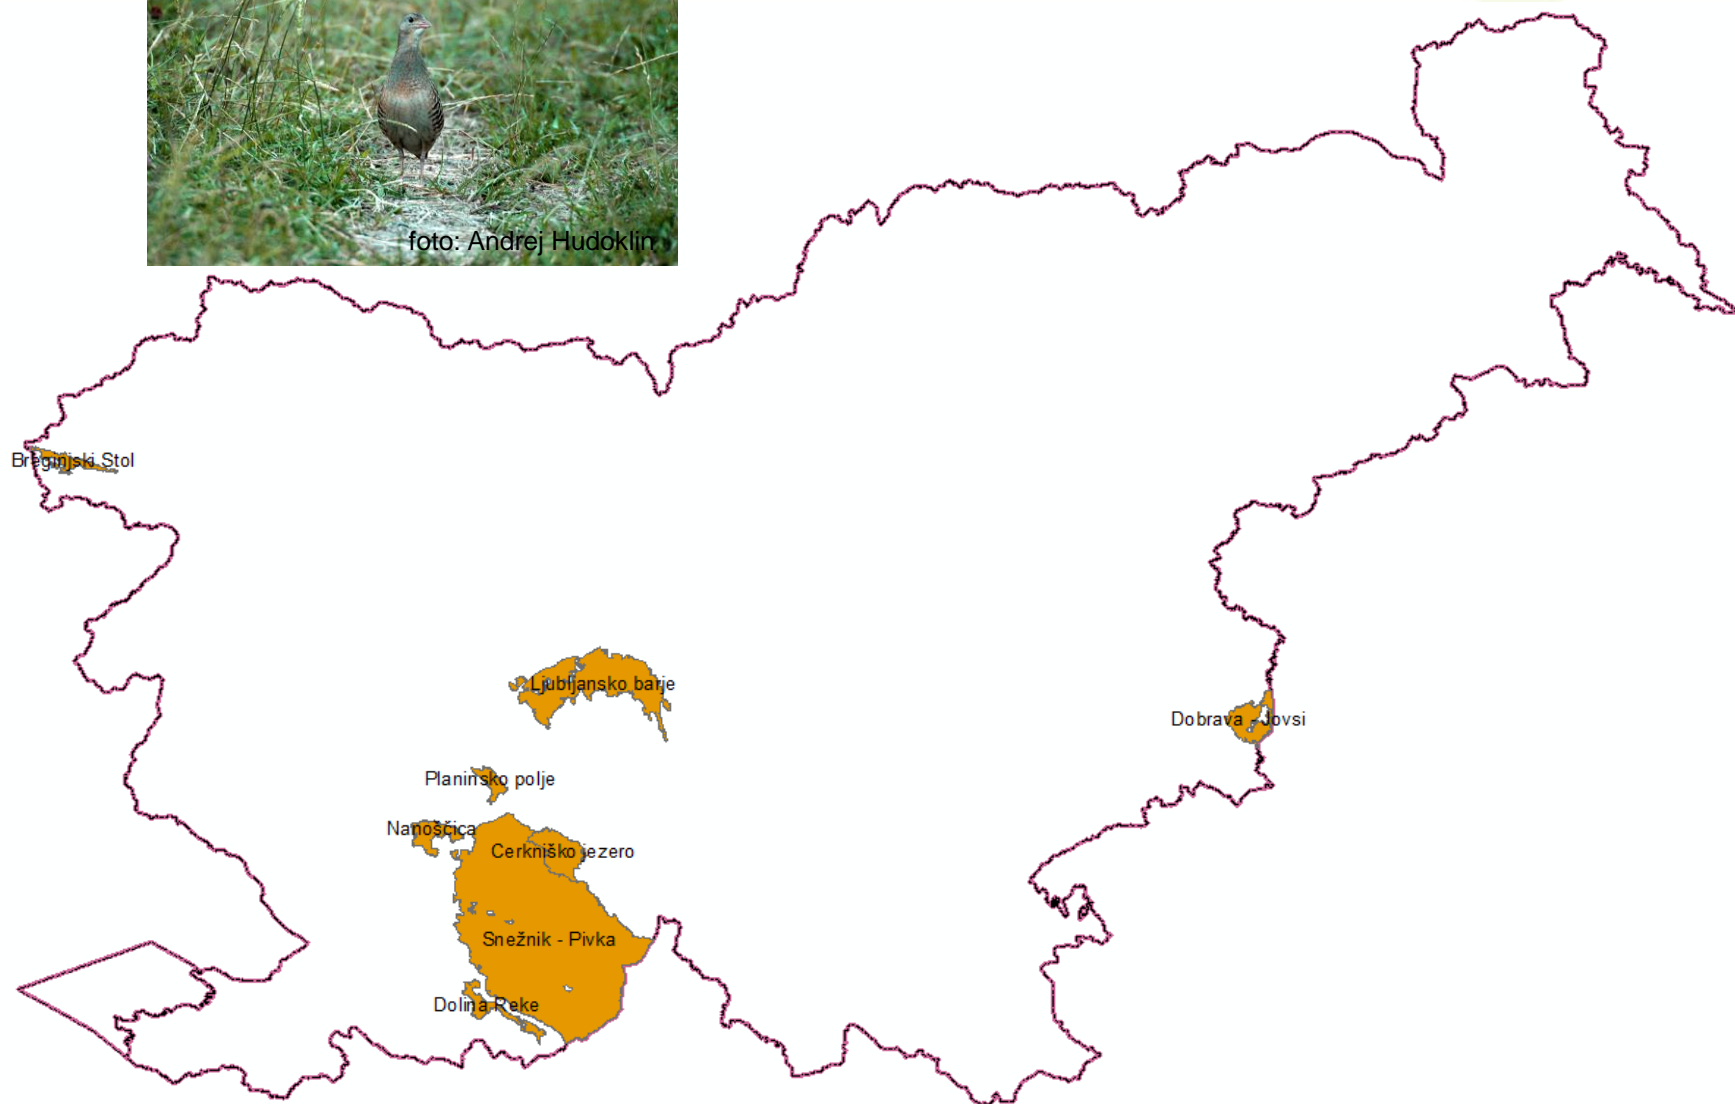 foto: Andrej Hudoklin
Breginjski Stol
Ljubljansko barje
Dobrava - Jovsi
Planinsko polje
Nanoščica
Cerkniško jezero
Snežnik - Pivka
Dolina Reke